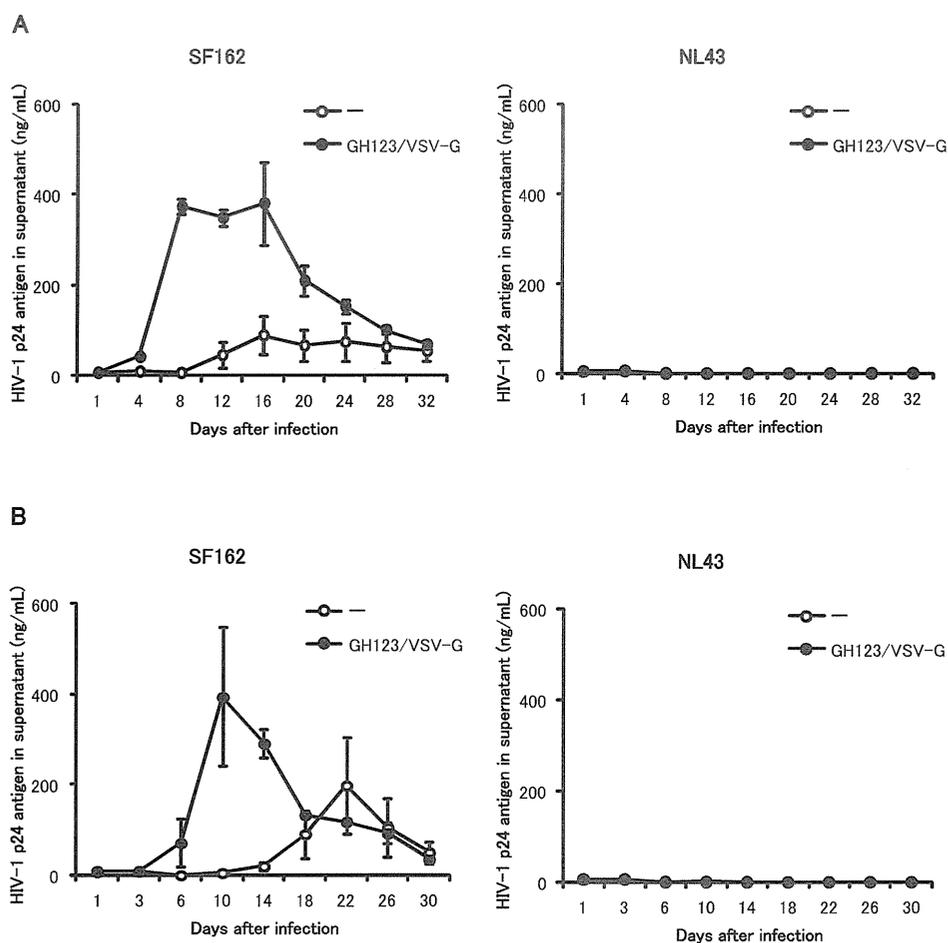 A
SF162
HIV-1 p24 antigen in supernatant (ng/mL)
600
400
200
0
—
GH123/VSV-G
1 4 8 12 16 20 24 28 32
Days after infection
NL43
HIV-1 p24 antigen in supernatant (ng/mL)
600
400
200
0
—
GH123/VSV-G
1 4 8 12 16 20 24 28 32
Days after infection
B
SF162
HIV-1 p24 antigen in supernatant (ng/mL)
600
400
200
0
—
GH123/VSV-G
1 3 6 10 14 18 22 26 30
Days after infection
NL43
HIV-1 p24 antigen in supernatant (ng/mL)
600
400
200
0
—
GH123/VSV-G
1 3 6 10 14 18 22 26 30
Days after infection